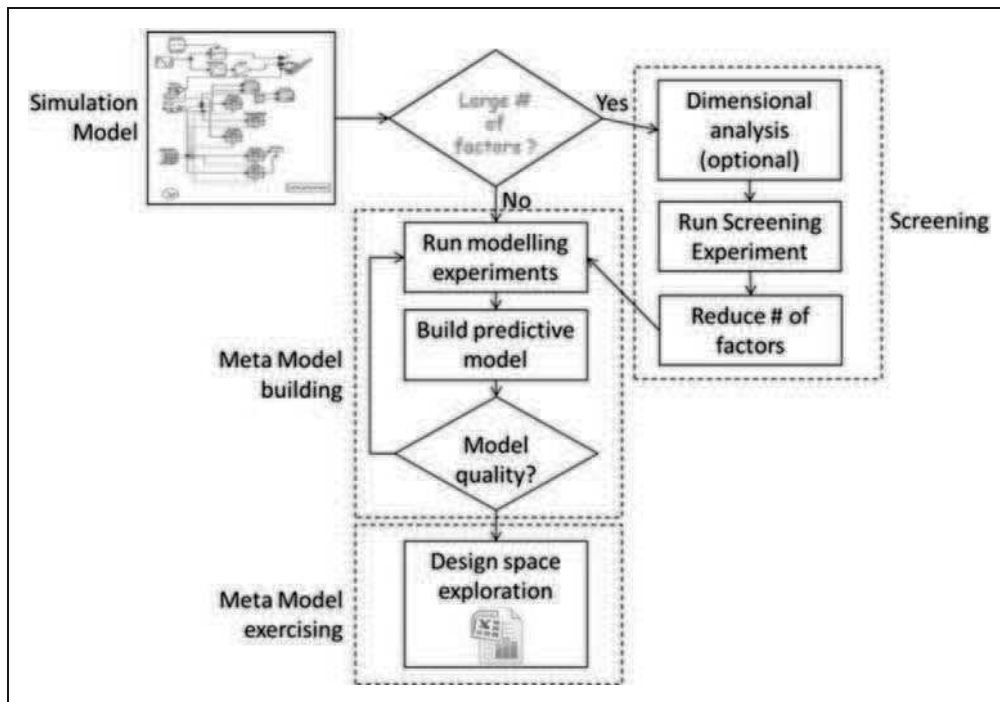 Simulation
Model
Large #
of
factors ?
Yes
No
Dimensional
analysis
(optional)
Run Screening
Experiment
Reduce # of
factors
Screening
Run modelling
experiments
Build predictive
model
Model
quality?
Meta Model
building
Design space
exploration
Meta Model
exercising